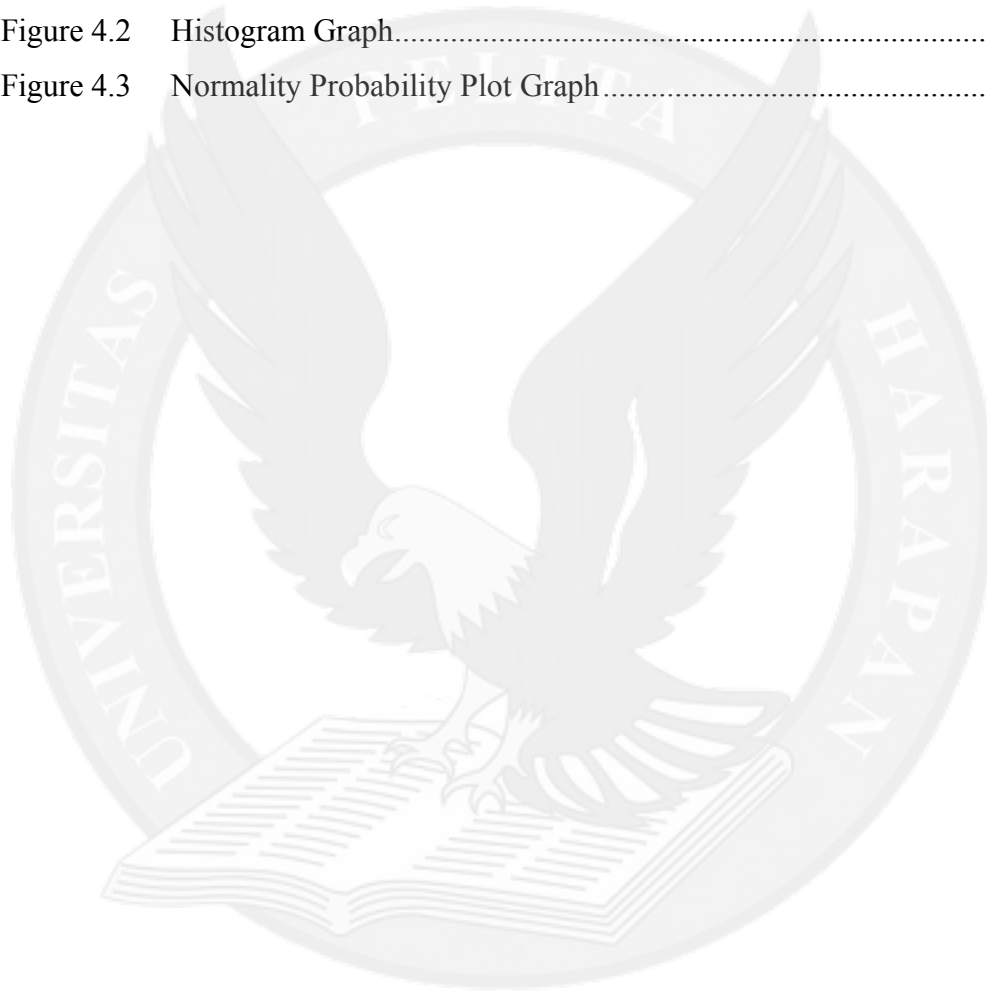 Figure 4.2 Histogram Graph..........................................................................
Figure 4.3 Normality Probability Plot Graph................................................
UNIVERSITAS PELITA HARAPAN